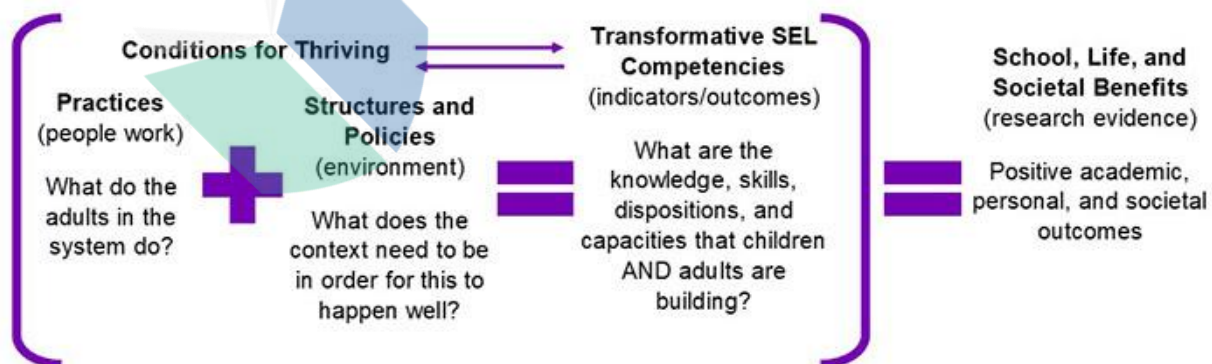 Conditions for Thriving
Practices
(people work)
What do the
adults in the
system do?
Structures and
Policies
(environment)
What does the
context need to be
in order for this to
happen well?
Transformative SEL
Competencies
(indicators/outcomes)
What are the
knowledge, skills,
dispositions, and
capacities that children
AND adults are
building?
School, Life, and
Societal Benefits
(research evidence)
Positive academic,
personal, and societal
outcomes